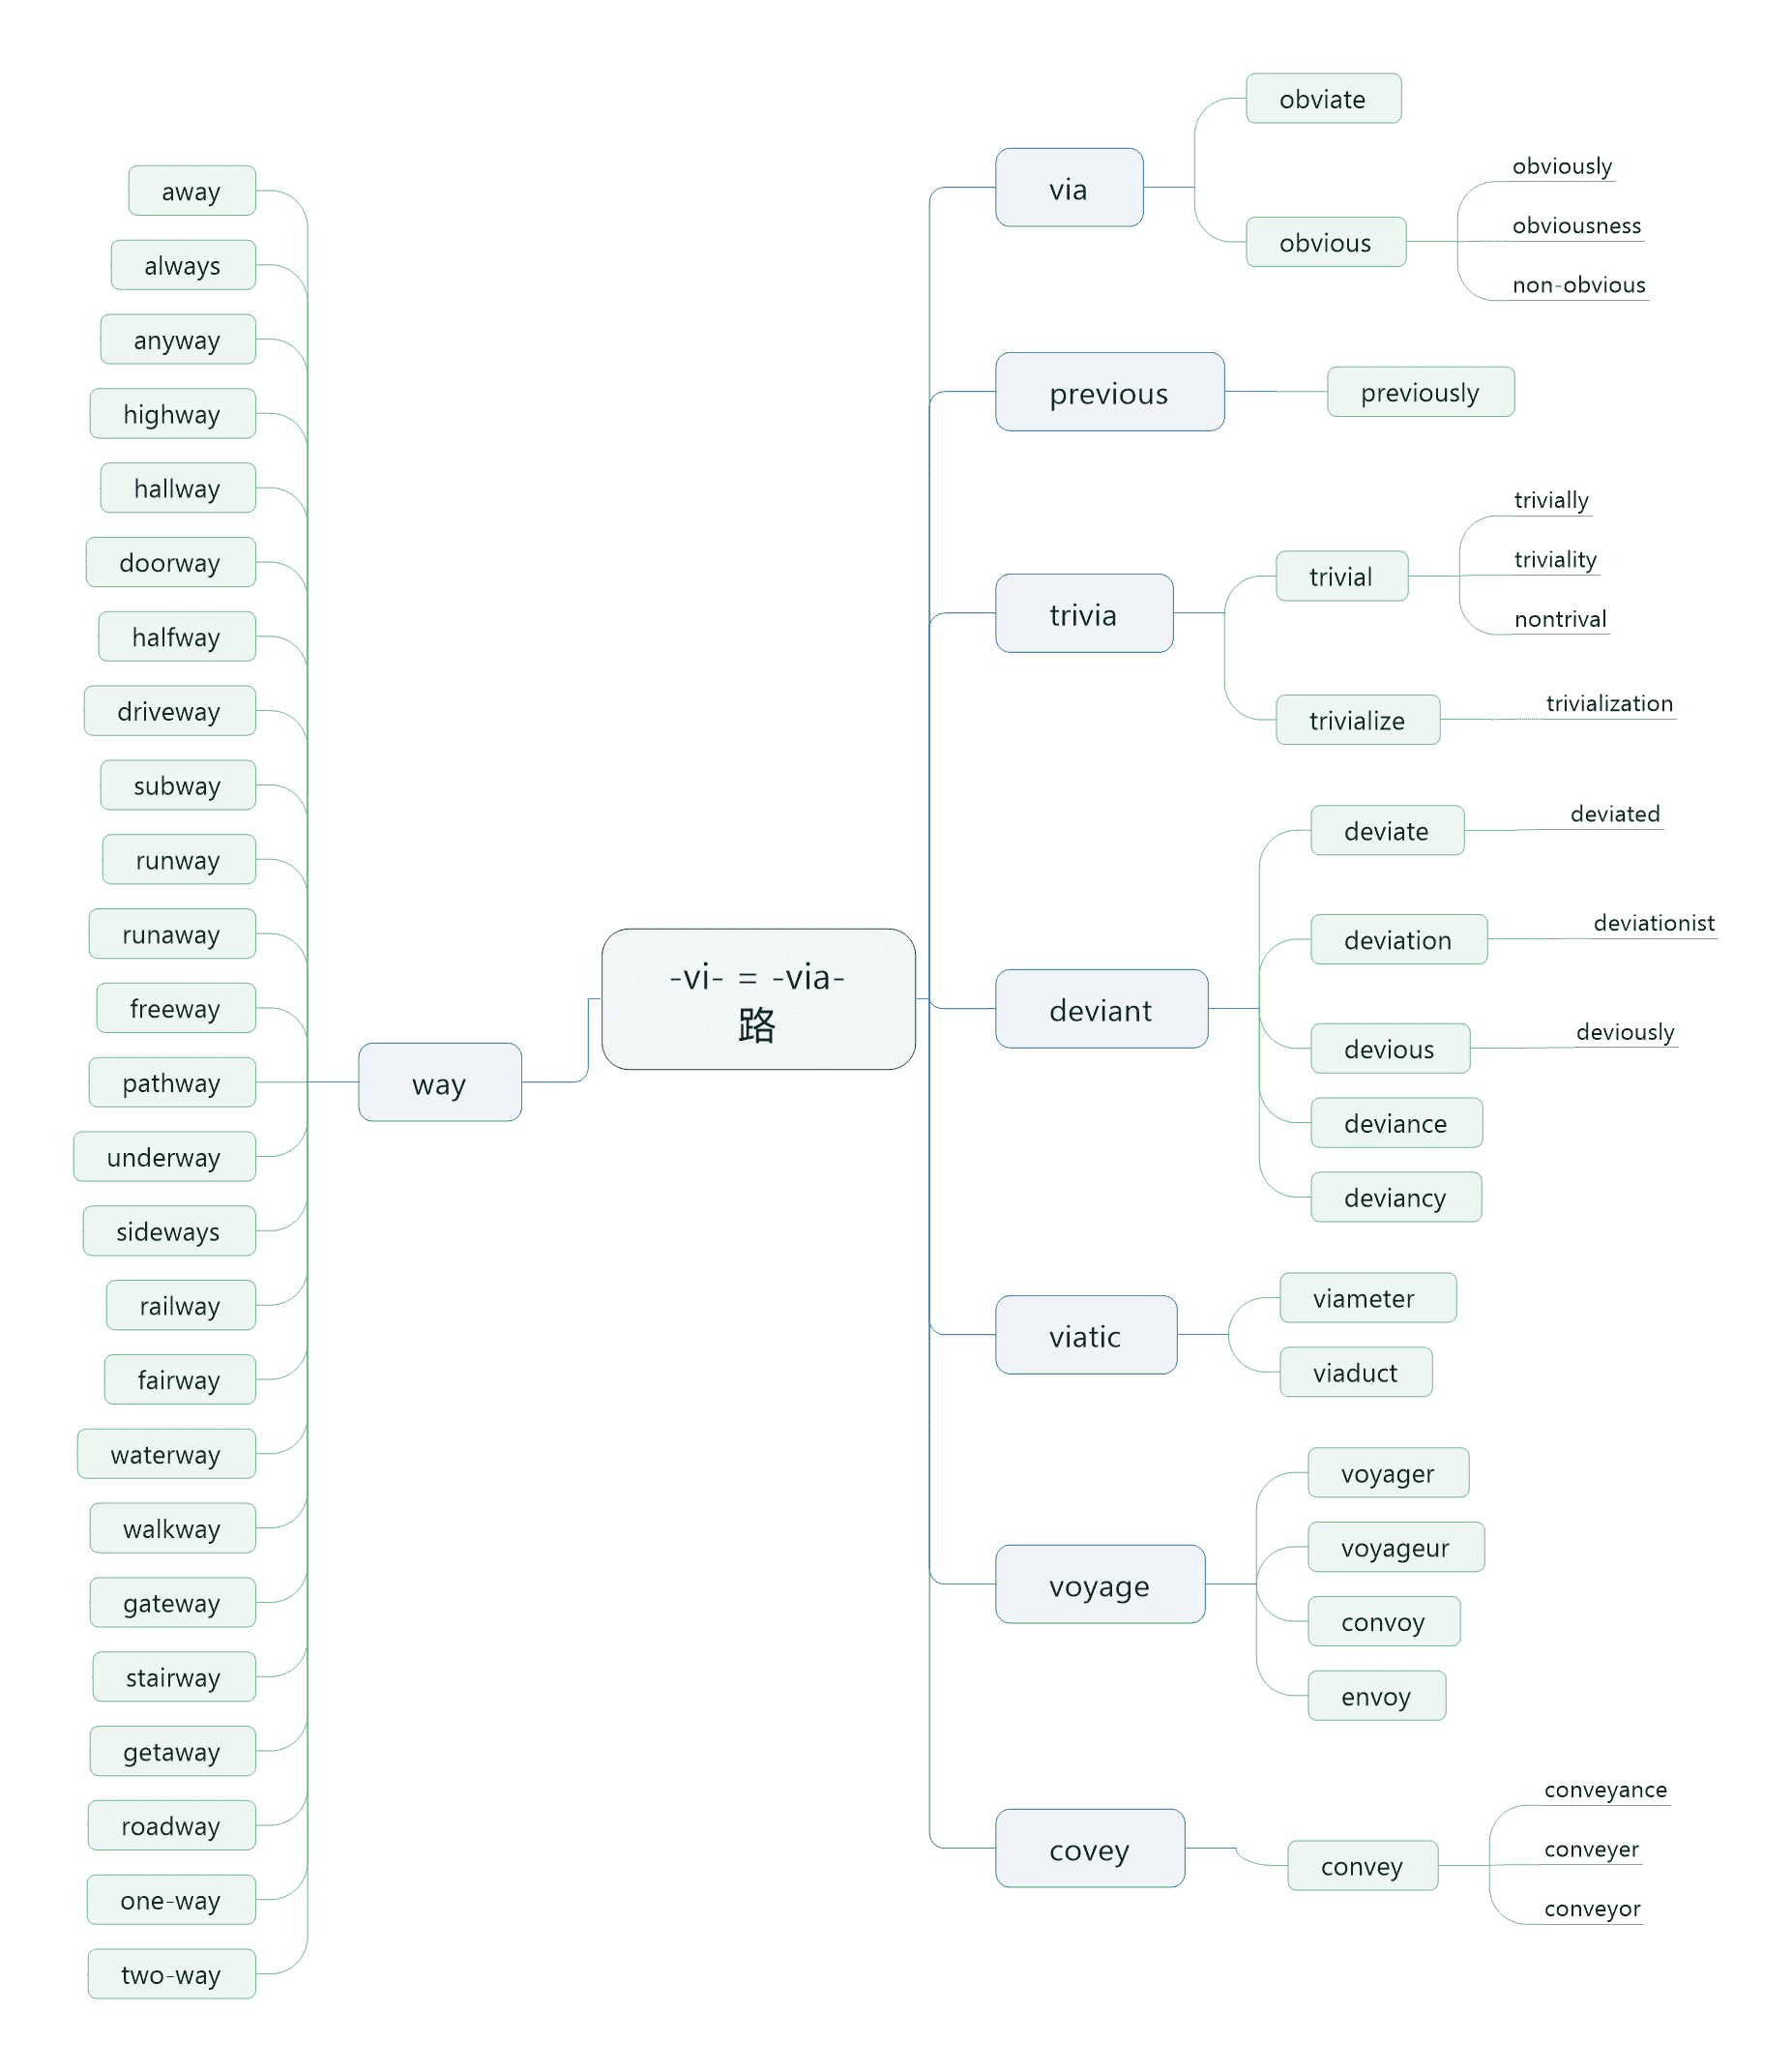 -vi- = -via-
路
way
away
always
anyway
highway
hallway
doorway
halfway
driveway
subway
runway
runaway
freeway
pathway
underway
sideways
railway
fairway
waterway
walkway
gateway
stairway
getaway
roadway
one-way
two-way
via
obviate
obvious
obviously
obviousness
non-obvious
previous
previously
trivia
trivial
trivially
triviality
nontrival
trivialize
trivialization
deviant
deviate
deviated
deviation
deviationist
devious
deviously
deviance
deviancy
viatic
viameter
viaduct
voyage
voyager
voyageur
convoy
envoy
covey
convey
conveyance
conveyer
conveyor